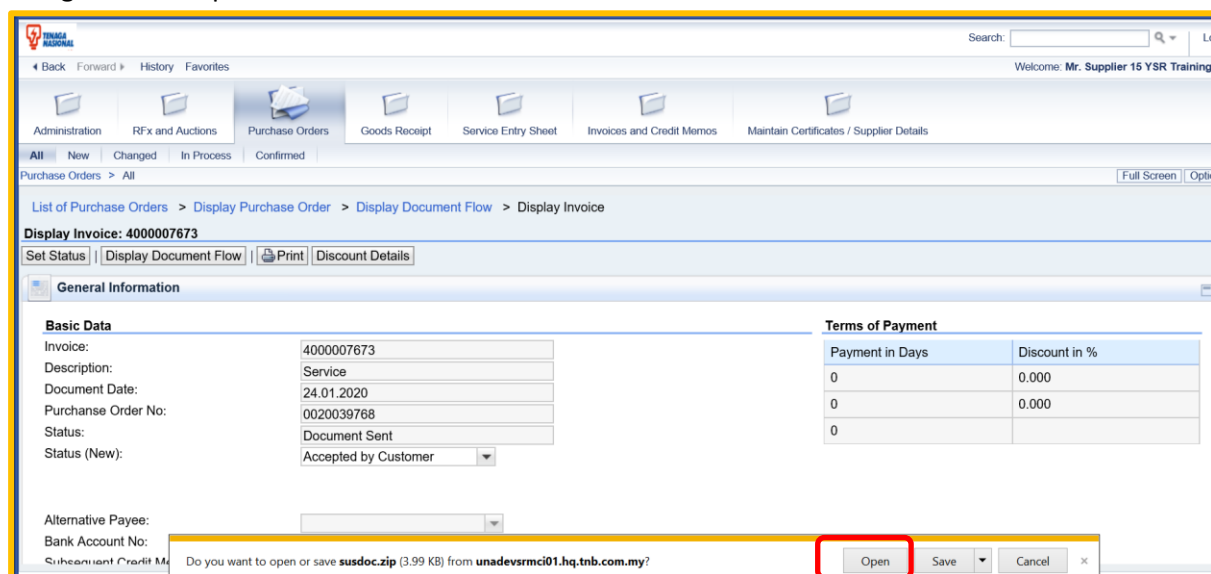 TENAGA
NASIONAL
Search:
◀ Back Forward ▶ History Favorites
Welcome: Mr. Supplier 15 YSR Training
Administration RFx and Auctions Purchase Orders Goods Receipt Service Entry Sheet Invoices and Credit Memos Maintain Certificates / Supplier Details
All New Changed In Process Confirmed
Purchase Orders > All
Full Screen
List of Purchase Orders > Display Purchase Order > Display Document Flow > Display Invoice
Display Invoice: 4000007673
Set Status | Display Document Flow | Print Discount Details
General Information
Basic Data
Invoice: 4000007673
Description: Service
Document Date: 24.01.2020
Purchanse Order No: 0020039768
Status: Document Sent
Status (New): Accepted by Customer
Alternative Payee:
Bank Account No:
Subsequent Credit
Terms of Payment
Payment in Days Discount in %
0 0.000
0 0.000
0
Do you want to open or save susdoc.zip (3.99 KB) from unadevsrmci01.hq.tnb.com.my?
Open Save Cancel ×